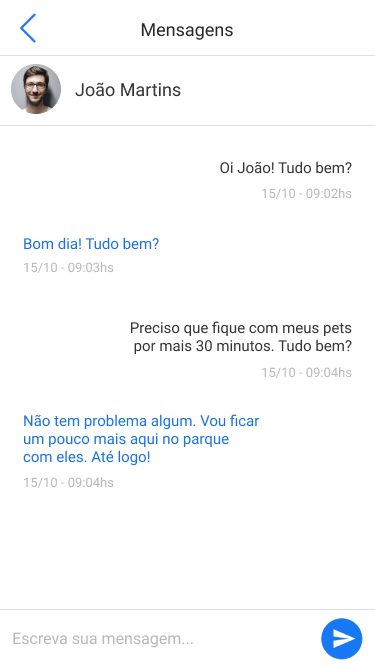 Mensagens
João Martins
Oi João! Tudo bem?
15/10 - 09:02hs
Bom dia! Tudo bem?
15/10 - 09:03hs
Preciso que fique com meus pets
por mais 30 minutos. Tudo bem?
15/10 - 09:04hs
Não tem problema algum. Vou ficar
um pouco mais aqui no parque
com eles. Até logo!
15/10 - 09:04hs
Escreva sua mensagem...